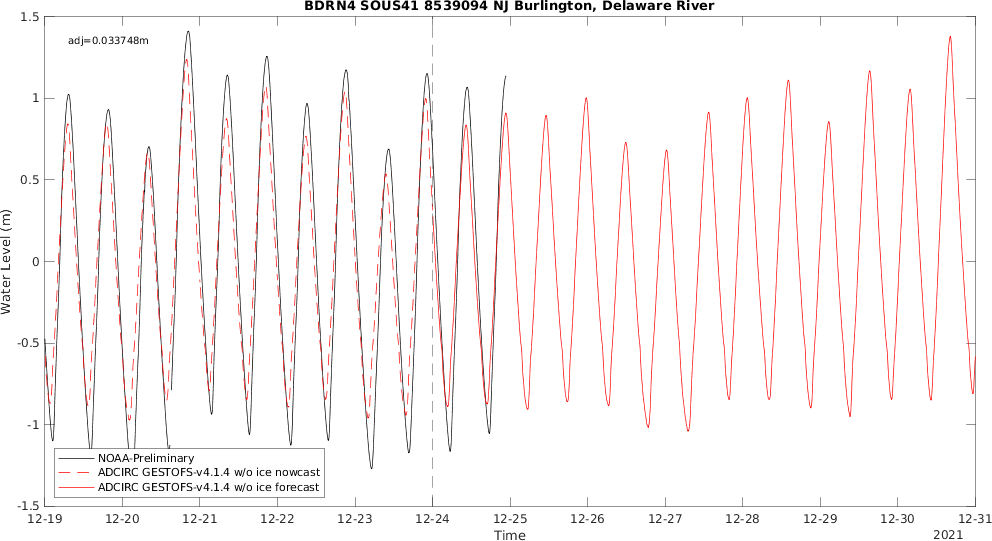 BDRN4 SOUS41 8539094 NJ Burlington, Delaware River
adj=0.033748m
Water Level (m)
1.5
1
0.5
0
-0.5
-1
-1.5
NOAA-Preliminary
ADCIRC GESTOFS-v4.1.4 w/o ice nowcast
ADCIRC GESTOFS-v4.1.4 w/o ice forecast
12-19 12-20 12-21 12-22 12-23 12-24 12-25 12-26 12-27 12-28 12-29 12-30 12-31
Time
2021